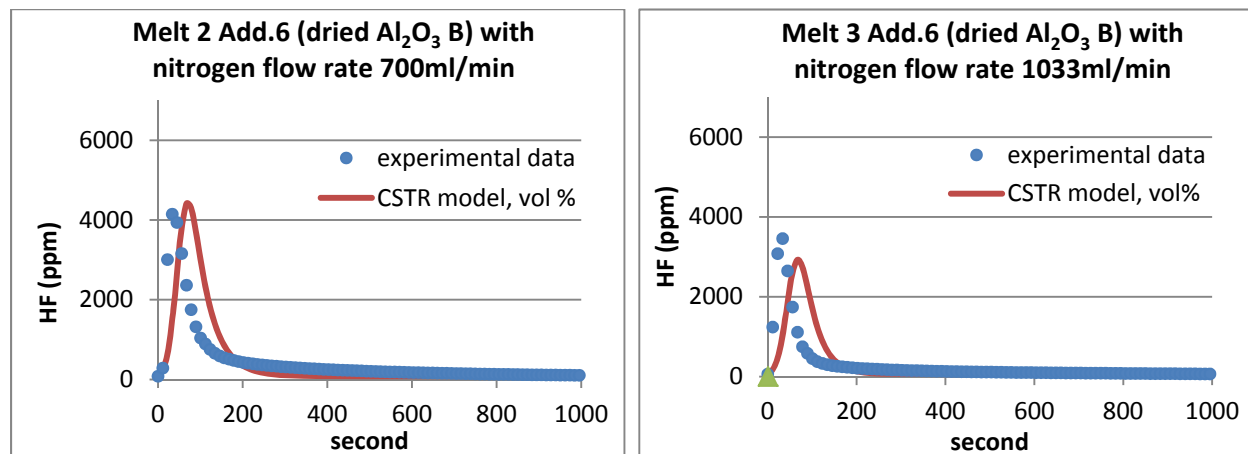 Melt 2 Add.6 (dried Al₂O₃ B) with
nitrogen flow rate 700ml/min
6000
4000
2000
0
HF (ppm)
experimental data
CSTR model, vol %
0 200 400 600 800 1000
second
Melt 3 Add.6 (dried Al₂O₃ B) with
nitrogen flow rate 1033ml/min
6000
4000
2000
0
HF (ppm)
experimental data
CSTR model, vol%
0 200 400 600 800 1000
second